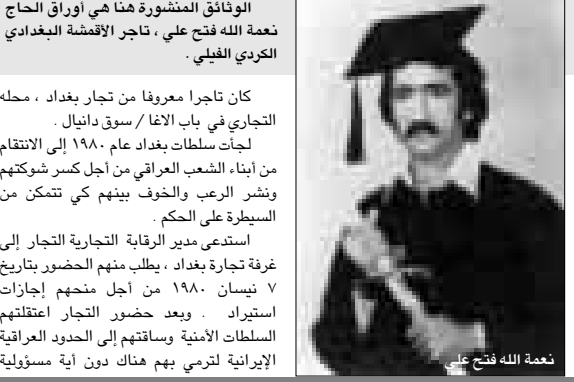 الوثائق المنشورة هنا هي أوراق الحاج
نعمة الله فتح علي ، تاجر الأقمشة البغدادي
الكردي الفيلي .
كان تاجرا معروفا من تجار بغداد ، محله
التجاري في باب الاغا / سوق دانيال .
لجأت سلطات بغداد عام ١٩٨٠ إلى الانتقام
من أبناء الشعب العراقي من أجل كسر شوكتهم
ونشر الرعب والخوف بينهم كي تتمكن من
السيطرة على الحكم .
استدعى مدير الرقابة التجارية التجار إلى
غرفة تجارة بغداد ، يطلب منهم الحضور بتاريخ
٧ نيسان ١٩٨٠ من أجل منحهم إجازات
استيراد . وبعد حضور التجار اعتقلتهم
السلطات الأمنية وساقتهم إلى الحدود العراقية
الإيرانية لترمي بهم هناك دون أية مسؤولية
نعمة الله فتح علي